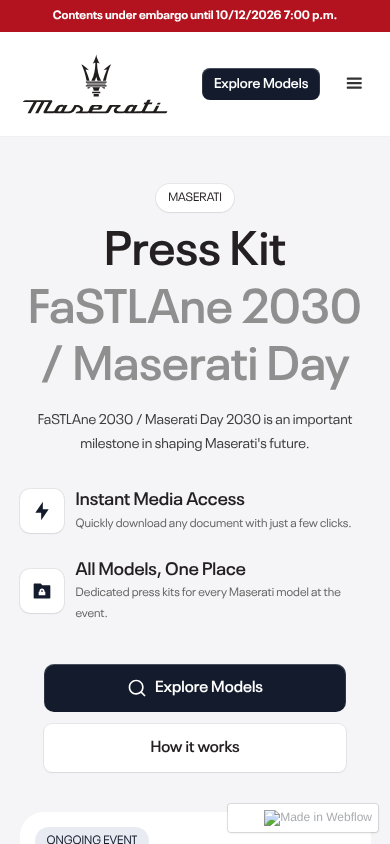 Contents under embargo until 10/12/2026 7:00 p.m.
Maserati
Explore Models
MASERATI
Press Kit
FaSTLAne 2030
/ Maserati Day
FaSTLAne 2030 / Maserati Day 2030 is an important
milestone in shaping Maserati's future.
Instant Media Access
Quickly download any document with just a few clicks.
All Models, One Place
Dedicated press kits for every Maserati model at the
event.
Explore Models
How it works
Made in Webflow
ONGOING EVENT